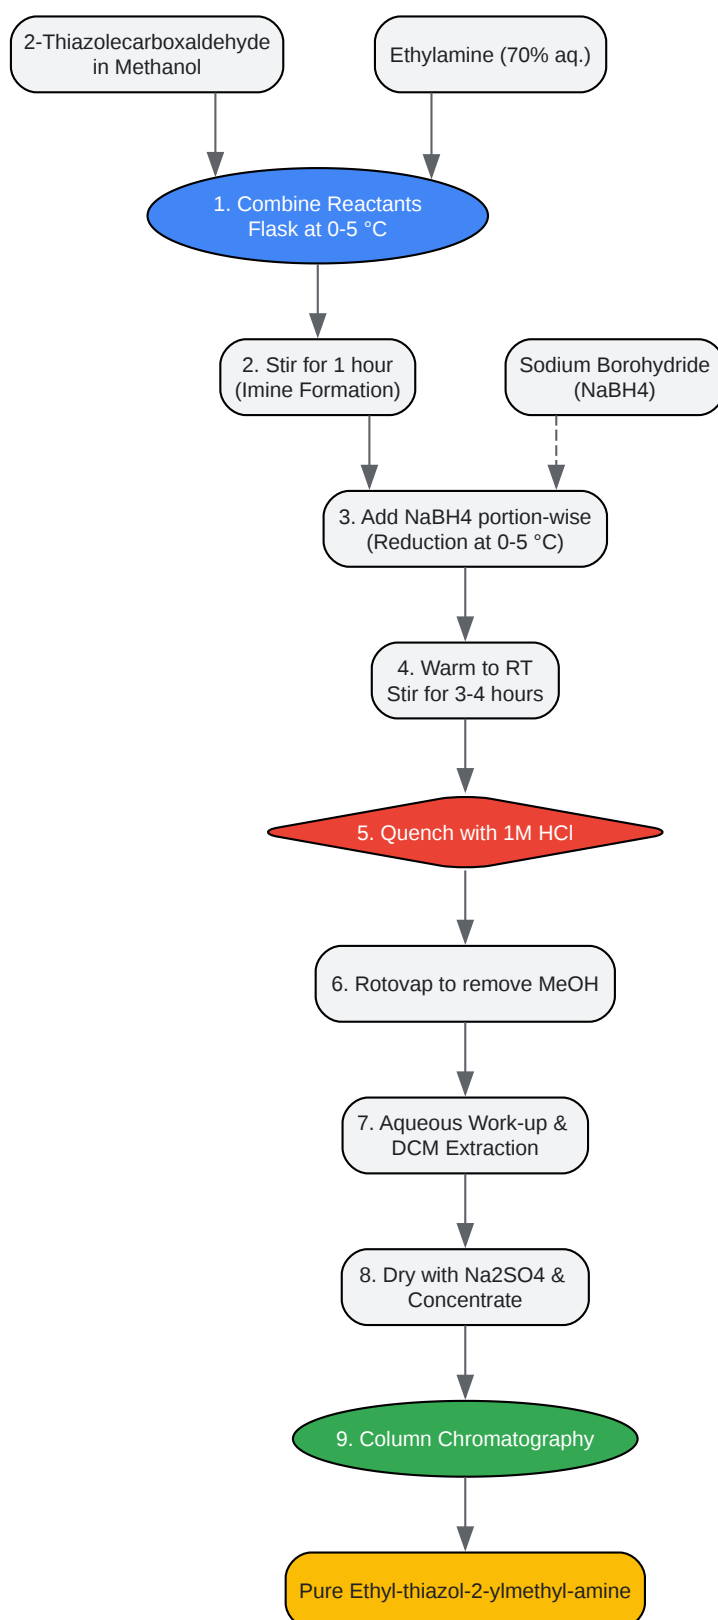 2-Thiazolecarboxaldehyde
in Methanol
Ethylamine (70% aq.)
1. Combine Reactants
Flask at 0-5 °C
2. Stir for 1 hour
(Imine Formation)
Sodium Borohydride
(NaBH4)
3. Add NaBH4 portion-wise
(Reduction at 0-5 °C)
4. Warm to RT
Stir for 3-4 hours
5. Quench with 1M HCl
6. Rotovap to remove MeOH
7. Aqueous Work-up &
DCM Extraction
8. Dry with Na2SO4 &
Concentrate
9. Column Chromatography
Pure Ethyl-thiazol-2-ylmethyl-amine